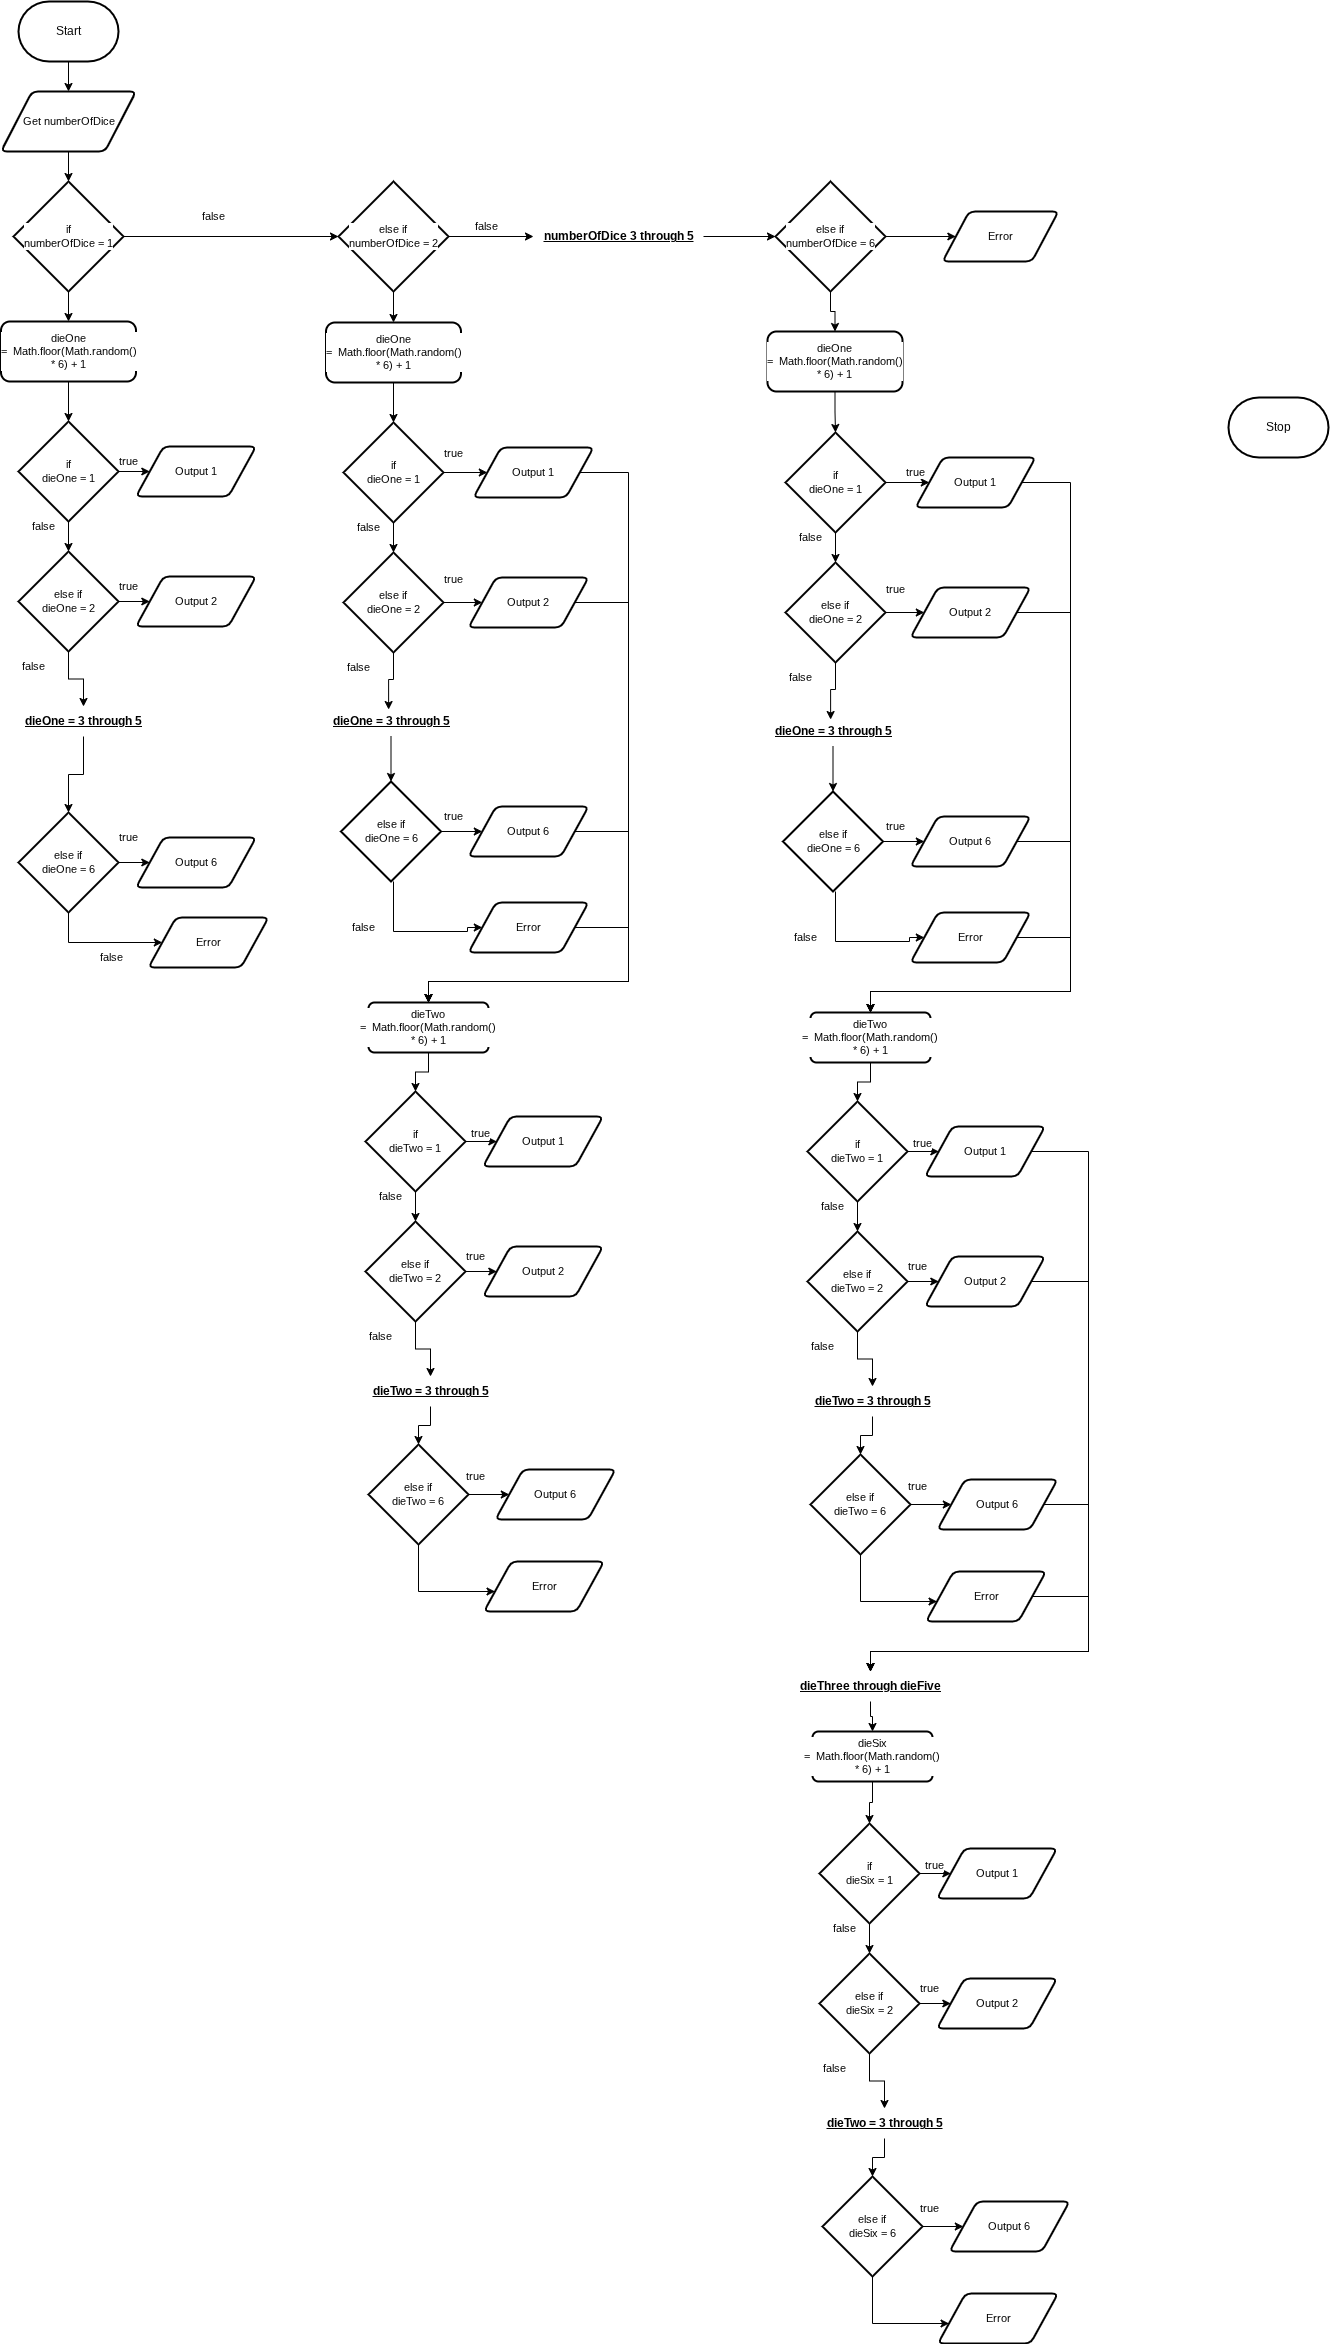 Start
Get numberOfDice
if
numberOfDice = 1
false
else if
numberOfDice = 2
false
numberOfDice 3 through 5
else if
numberOfDice = 6
Error
dieOne
= Math.floor(Math.random()
* 6) + 1
if
dieOne = 1
true
Output 1
false
else if
dieOne = 2
true
Output 2
false
dieOne = 3 through 5
else if
dieOne = 6
true
Output 6
false
Error
dieOne
= Math.floor(Math.random()
* 6) + 1
if
dieOne = 1
true
Output 1
false
else if
dieOne = 2
true
Output 2
false
dieOne = 3 through 5
else if
dieOne = 6
true
Output 6
false
Error
dieTwo
= Math.floor(Math.random()
* 6) + 1
if
dieTwo = 1
true
Output 1
false
else if
dieTwo = 2
true
Output 2
false
dieTwo = 3 through 5
else if
dieTwo = 6
true
Output 6
Error
dieOne
= Math.floor(Math.random()
* 6) + 1
if
dieOne = 1
true
Output 1
false
else if
dieOne = 2
true
Output 2
false
dieOne = 3 through 5
else if
dieOne = 6
true
Output 6
false
Error
dieTwo
= Math.floor(Math.random()
* 6) + 1
if
dieTwo = 1
true
Output 1
false
else if
dieTwo = 2
true
Output 2
false
dieTwo = 3 through 5
else if
dieTwo = 6
true
Output 6
Error
dieThree through dieFive
dieSix
= Math.floor(Math.random()
* 6) + 1
if
dieSix = 1
true
Output 1
false
else if
dieSix = 2
true
Output 2
false
dieTwo = 3 through 5
else if
dieSix = 6
true
Output 6
Error
Stop